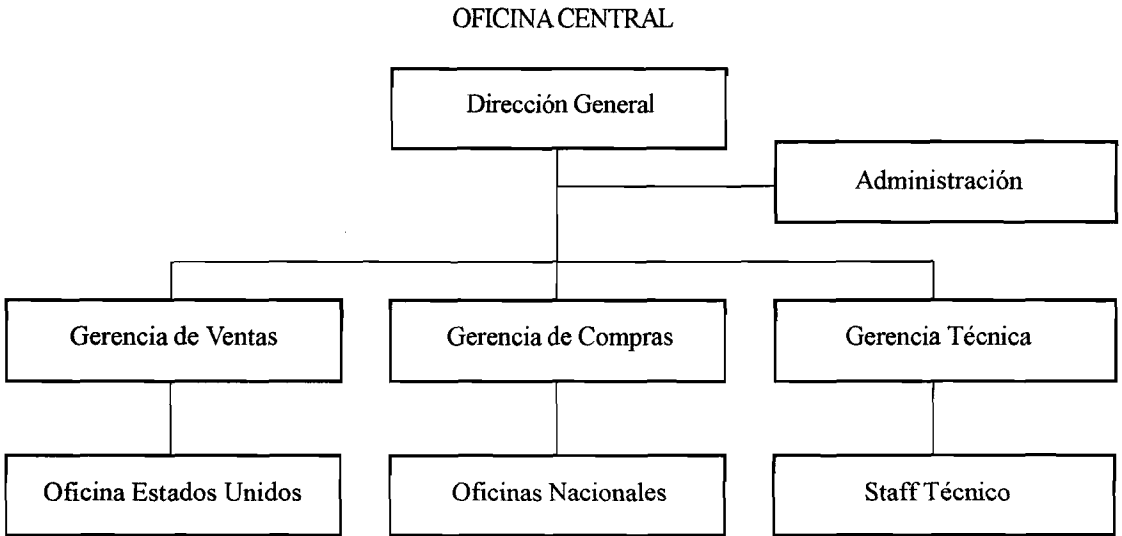 OFICINA CENTRAL
Dirección General
Administración
Gerencia de Ventas
Gerencia de Compras
Gerencia Técnica
Oficina Estados Unidos
Oficinas Nacionales
Staff Técnico